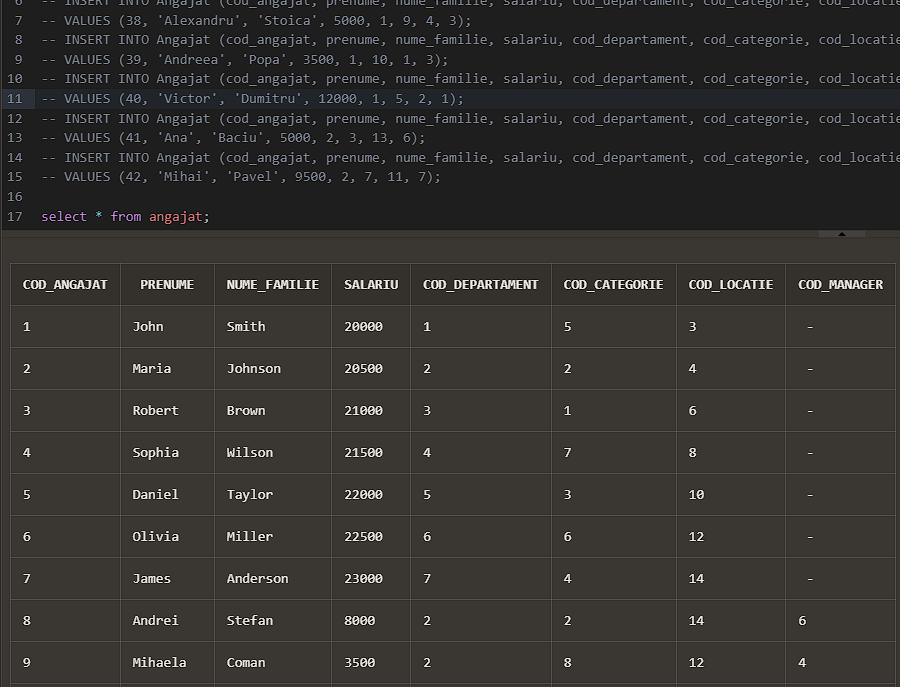 6 -- INSERT INTO Angajat (cod_angajat, prenume, nume_familie, salariu, cod_departament, cod_categorie,
7 -- VALUES (38, 'Alexandru', 'Stoica', 5000, 1, 9, 4, 3);
8 -- INSERT INTO Angajat (cod_angajat, prenume, nume_familie, salariu, cod_departament, cod_categorie, cod_locatie
9 -- VALUES (39, 'Andreea', 'Popa', 3500, 1, 10, 1, 3);
10 -- INSERT INTO Angajat (cod_angajat, prenume, nume_familie, salariu, cod_departament, cod_categorie, cod_locatie
11 -- VALUES (40, 'Victor', 'Dumitru', 12000, 1, 5, 2, 1);
12 -- INSERT INTO Angajat (cod_angajat, prenume, nume_familie, salariu, cod_departament, cod_categorie, cod_locatie
13 -- VALUES (41, 'Ana', 'Baciu', 5000, 2, 3, 13, 6);
14 -- INSERT INTO Angajat (cod_angajat, prenume, nume_familie, salariu, cod_departament, cod_categorie, cod_locatie
15 -- VALUES (42, 'Mihai', 'Pavel', 9500, 2, 7, 11, 7);
16
17 select * from angajat;
COD_ANGAJAT PRENUME NUME_FAMILIE SALARIU COD_DEPARTAMENT COD_CATEGORIE COD_LOCATIE COD_MANAGER
1 John Smith 20000 1 5 3 -
2 Maria Johnson 20500 2 2 4 -
3 Robert Brown 21000 3 1 6 -
4 Sophia Wilson 21500 4 7 8 -
5 Daniel Taylor 22000 5 3 10 -
6 Olivia Miller 22500 6 6 12 -
7 James Anderson 23000 7 4 14 -
8 Andrei Stefan 8000 2 2 14 6
9 Mihaela Coman 3500 2 8 12 4